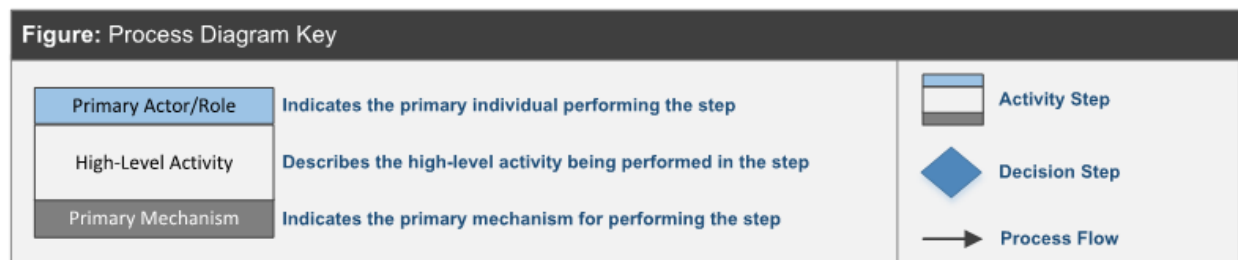 Figure: Process Diagram Key
Primary Actor/Role
Indicates the primary individual performing the step
High-Level Activity
Describes the high-level activity being performed in the step
Primary Mechanism
Indicates the primary mechanism for performing the step
Activity Step
Decision Step
Process Flow